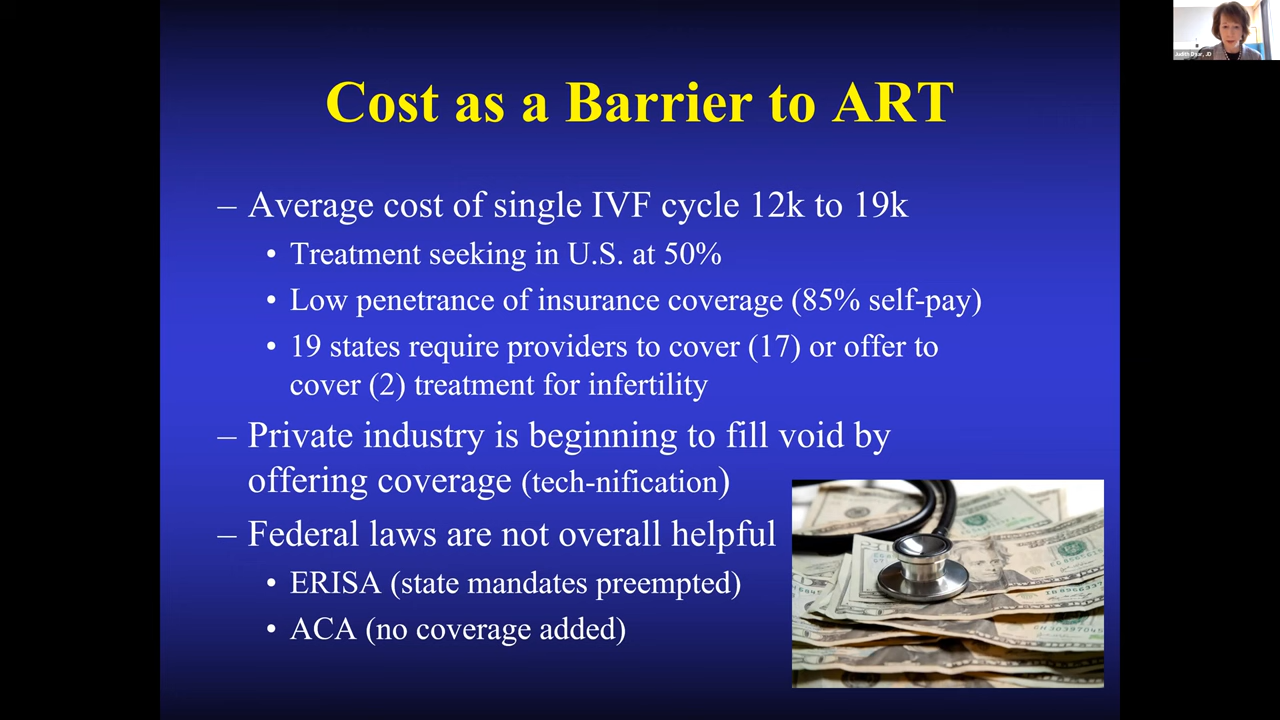 Cost as a Barrier to ART
– Average cost of single IVF cycle 12k to 19k
• Treatment seeking in U.S. at 50%
• Low penetrance of insurance coverage (85% self-pay)
• 19 states require providers to cover (17) or offer to
cover (2) treatment for infertility
– Private industry is beginning to fill void by
offering coverage (tech-nification)
– Federal laws are not overall helpful
• ERISA (state mandates preempted)
• ACA (no coverage added)